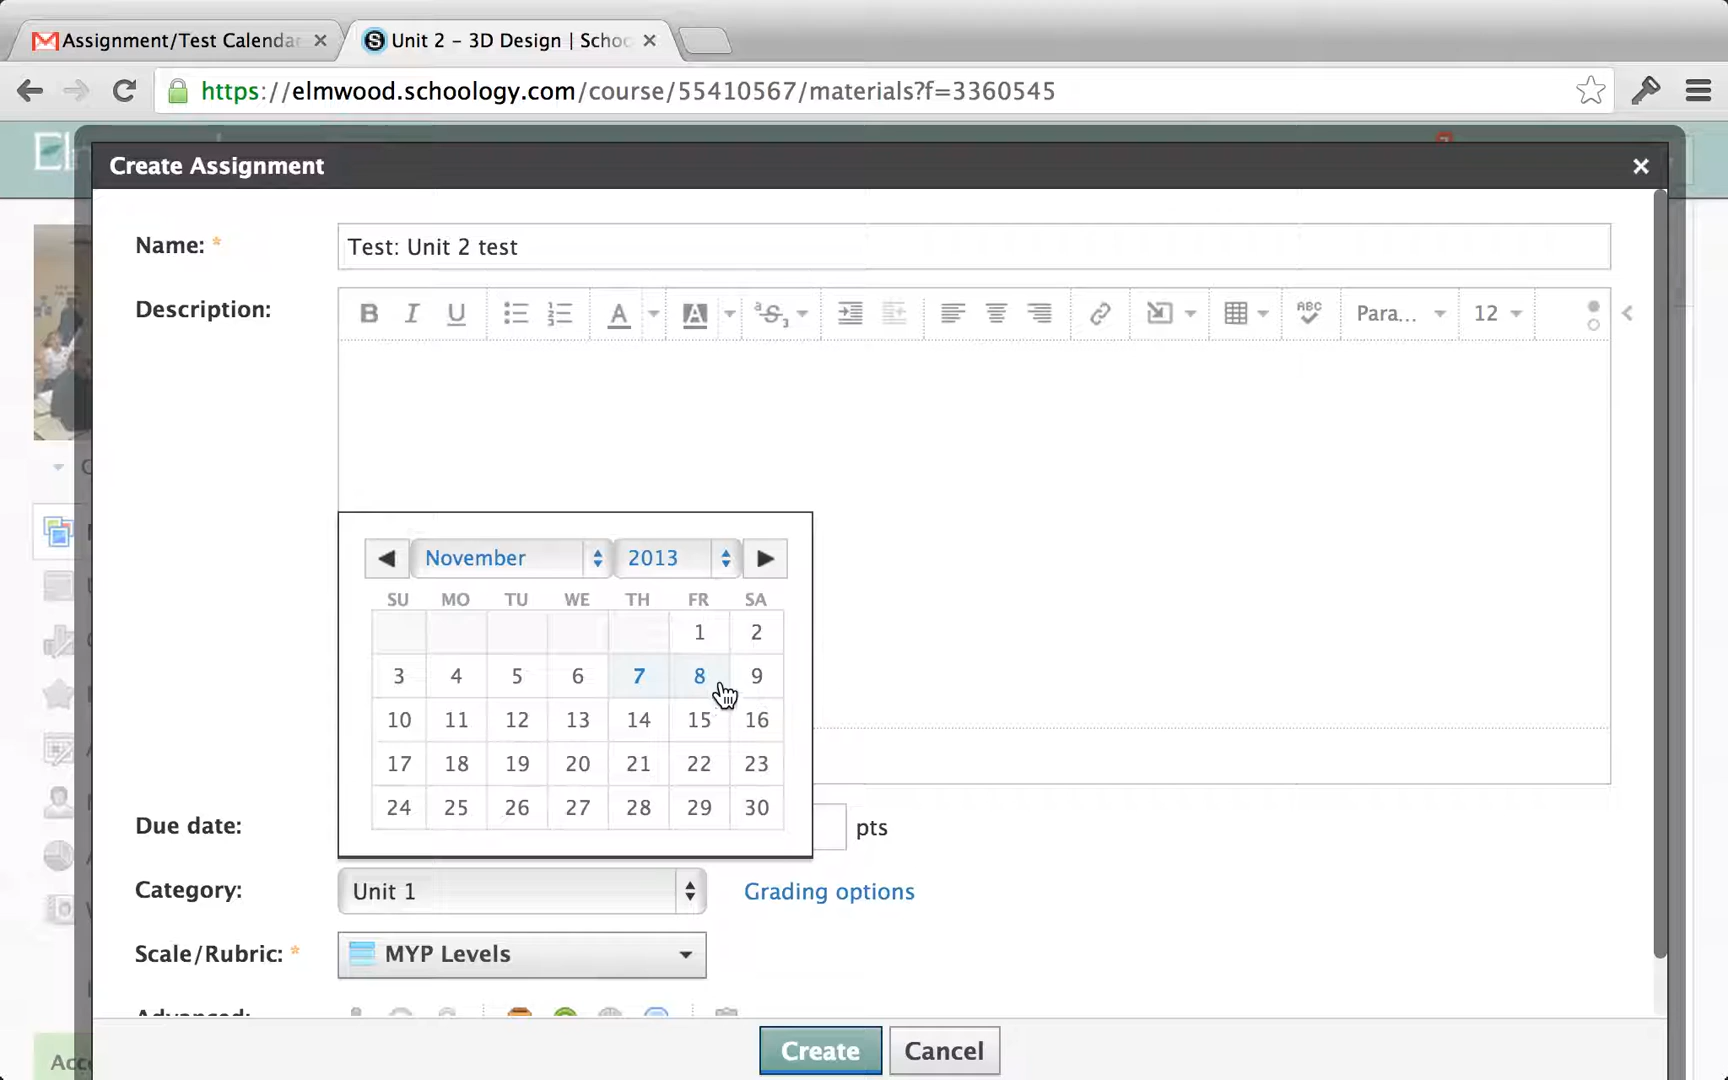 Assignment/Test Calenda
Unit 2 – 3D Design | Schoo
https://elmwood.schoology.com/course/55410567/materials?f=3360545
Create Assignment
Name: *
Test: Unit 2 test
Description:
B I U A A ABC Para... 12
November 2013
SU MO TU WE TH FR SA
1 2
3 4 5 6 7 8 9
10 11 12 13 14 15 16
17 18 19 20 21 22 23
24 25 26 27 28 29 30
Due date:
pts
Category:
Unit 1
Grading options
Scale/Rubric: *
MYP Levels
Advanced:
Acc
Create
Cancel